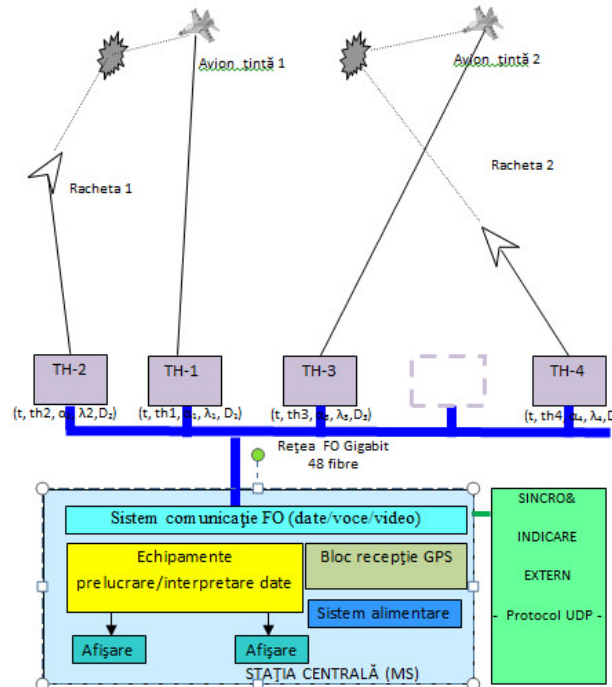 Avion țintă 1
Avion țintă 2
Racheta 1
Racheta 2
TH-2
TH-1
TH-3
TH-4
(t, th2, λ2,D₂)
(t, th1, α₁, λ₁, D₁)
(t, th3, λ₃, D₃)
(t, th4, α₄, λ₄, D
Rețea FO Gigabit
48 fibre
Sistem comunicație FO (date/voce/video)
Echipamente
prelucrare/interpretare date
Bloc recepție GPS
Sistem alimentare
Afișare
Afișare
STAȚIA CENTRALĂ (MS)
SINCRO&
INDICARE
EXTERN
- Protocol UDP -